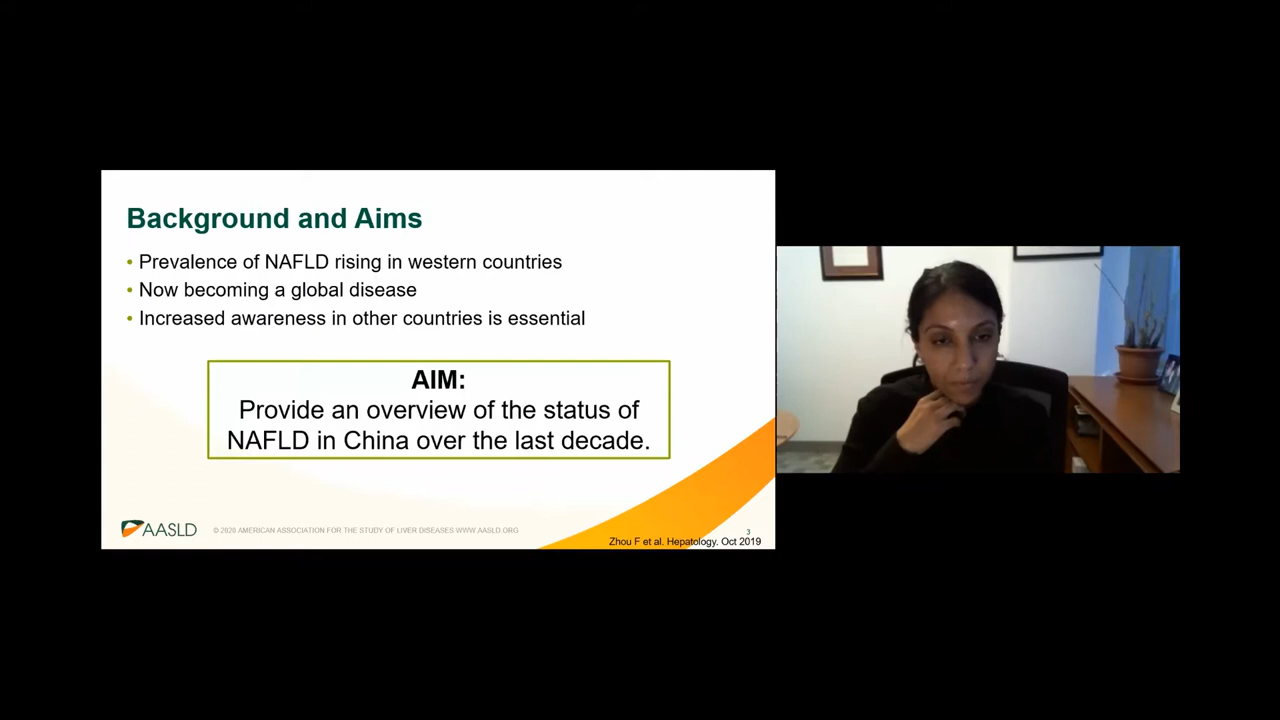 Background and Aims
• Prevalence of NAFLD rising in western countries
• Now becoming a global disease
• Increased awareness in other countries is essential
AIM:
Provide an overview of the status of
NAFLD in China over the last decade.
AASLD
© 2020 AMERICAN ASSOCIATION FOR THE STUDY OF LIVER DISEASES WWW.AASLD.ORG
3
Zhou F et al. Hepatology. Oct 2019